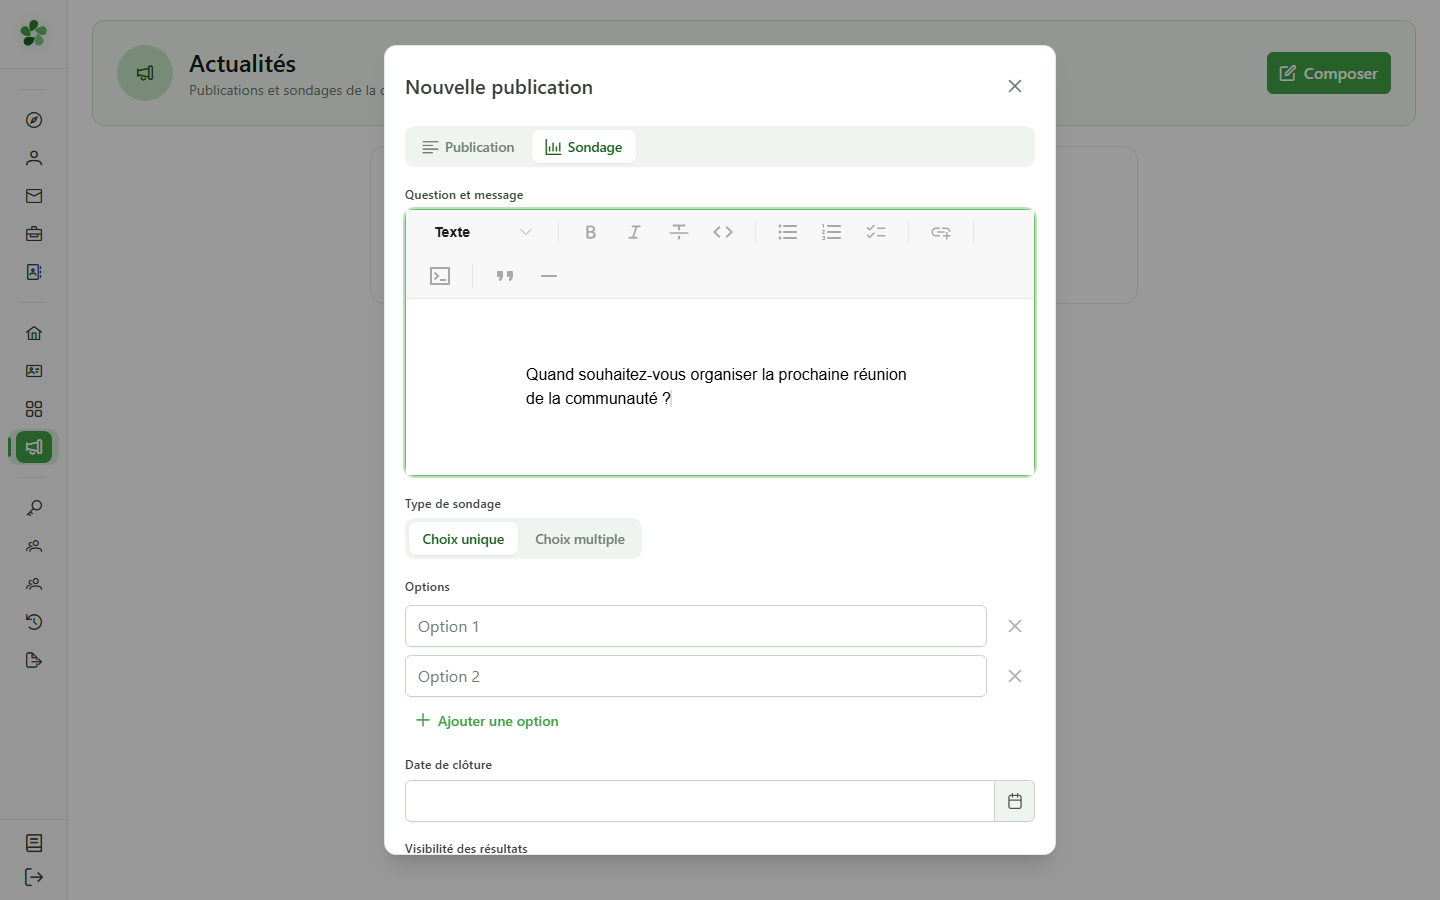 Actualités
Publications et sondages de la
Composer
Nouvelle publication
Publication
Sondage
Question et message
Texte
Quand souhaitez-vous organiser la prochaine réunion
de la communauté ?
Type de sondage
Choix unique
Choix multiple
Options
Option 1
Option 2
Ajouter une option
Date de clôture
Visibilité des résultats